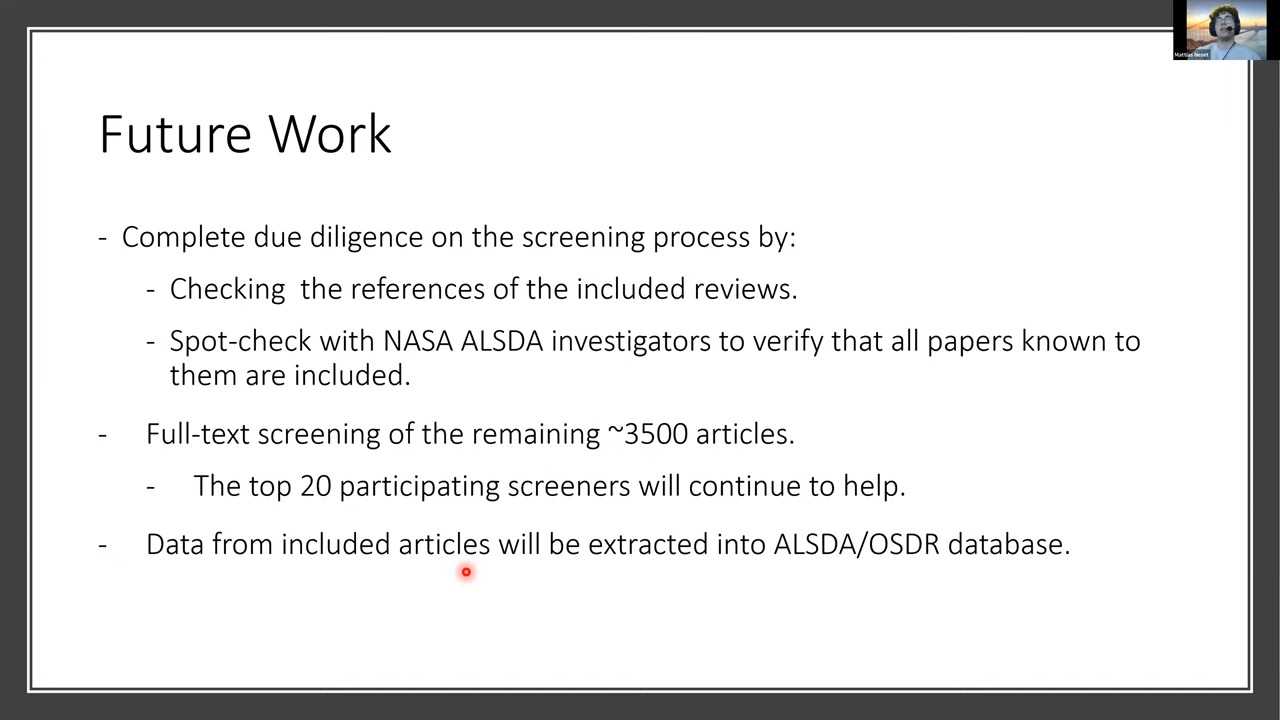 Mattias Neset
Future Work
- Complete due diligence on the screening process by:
- Checking  the references of the included reviews.
- Spot-check with NASA ALSDA investigators to verify that all papers known to
them are included.
- Full-text screening of the remaining ~3500 articles.
- The top 20 participating screeners will continue to help.
- Data from included articles will be extracted into ALSDA/OSDR database.